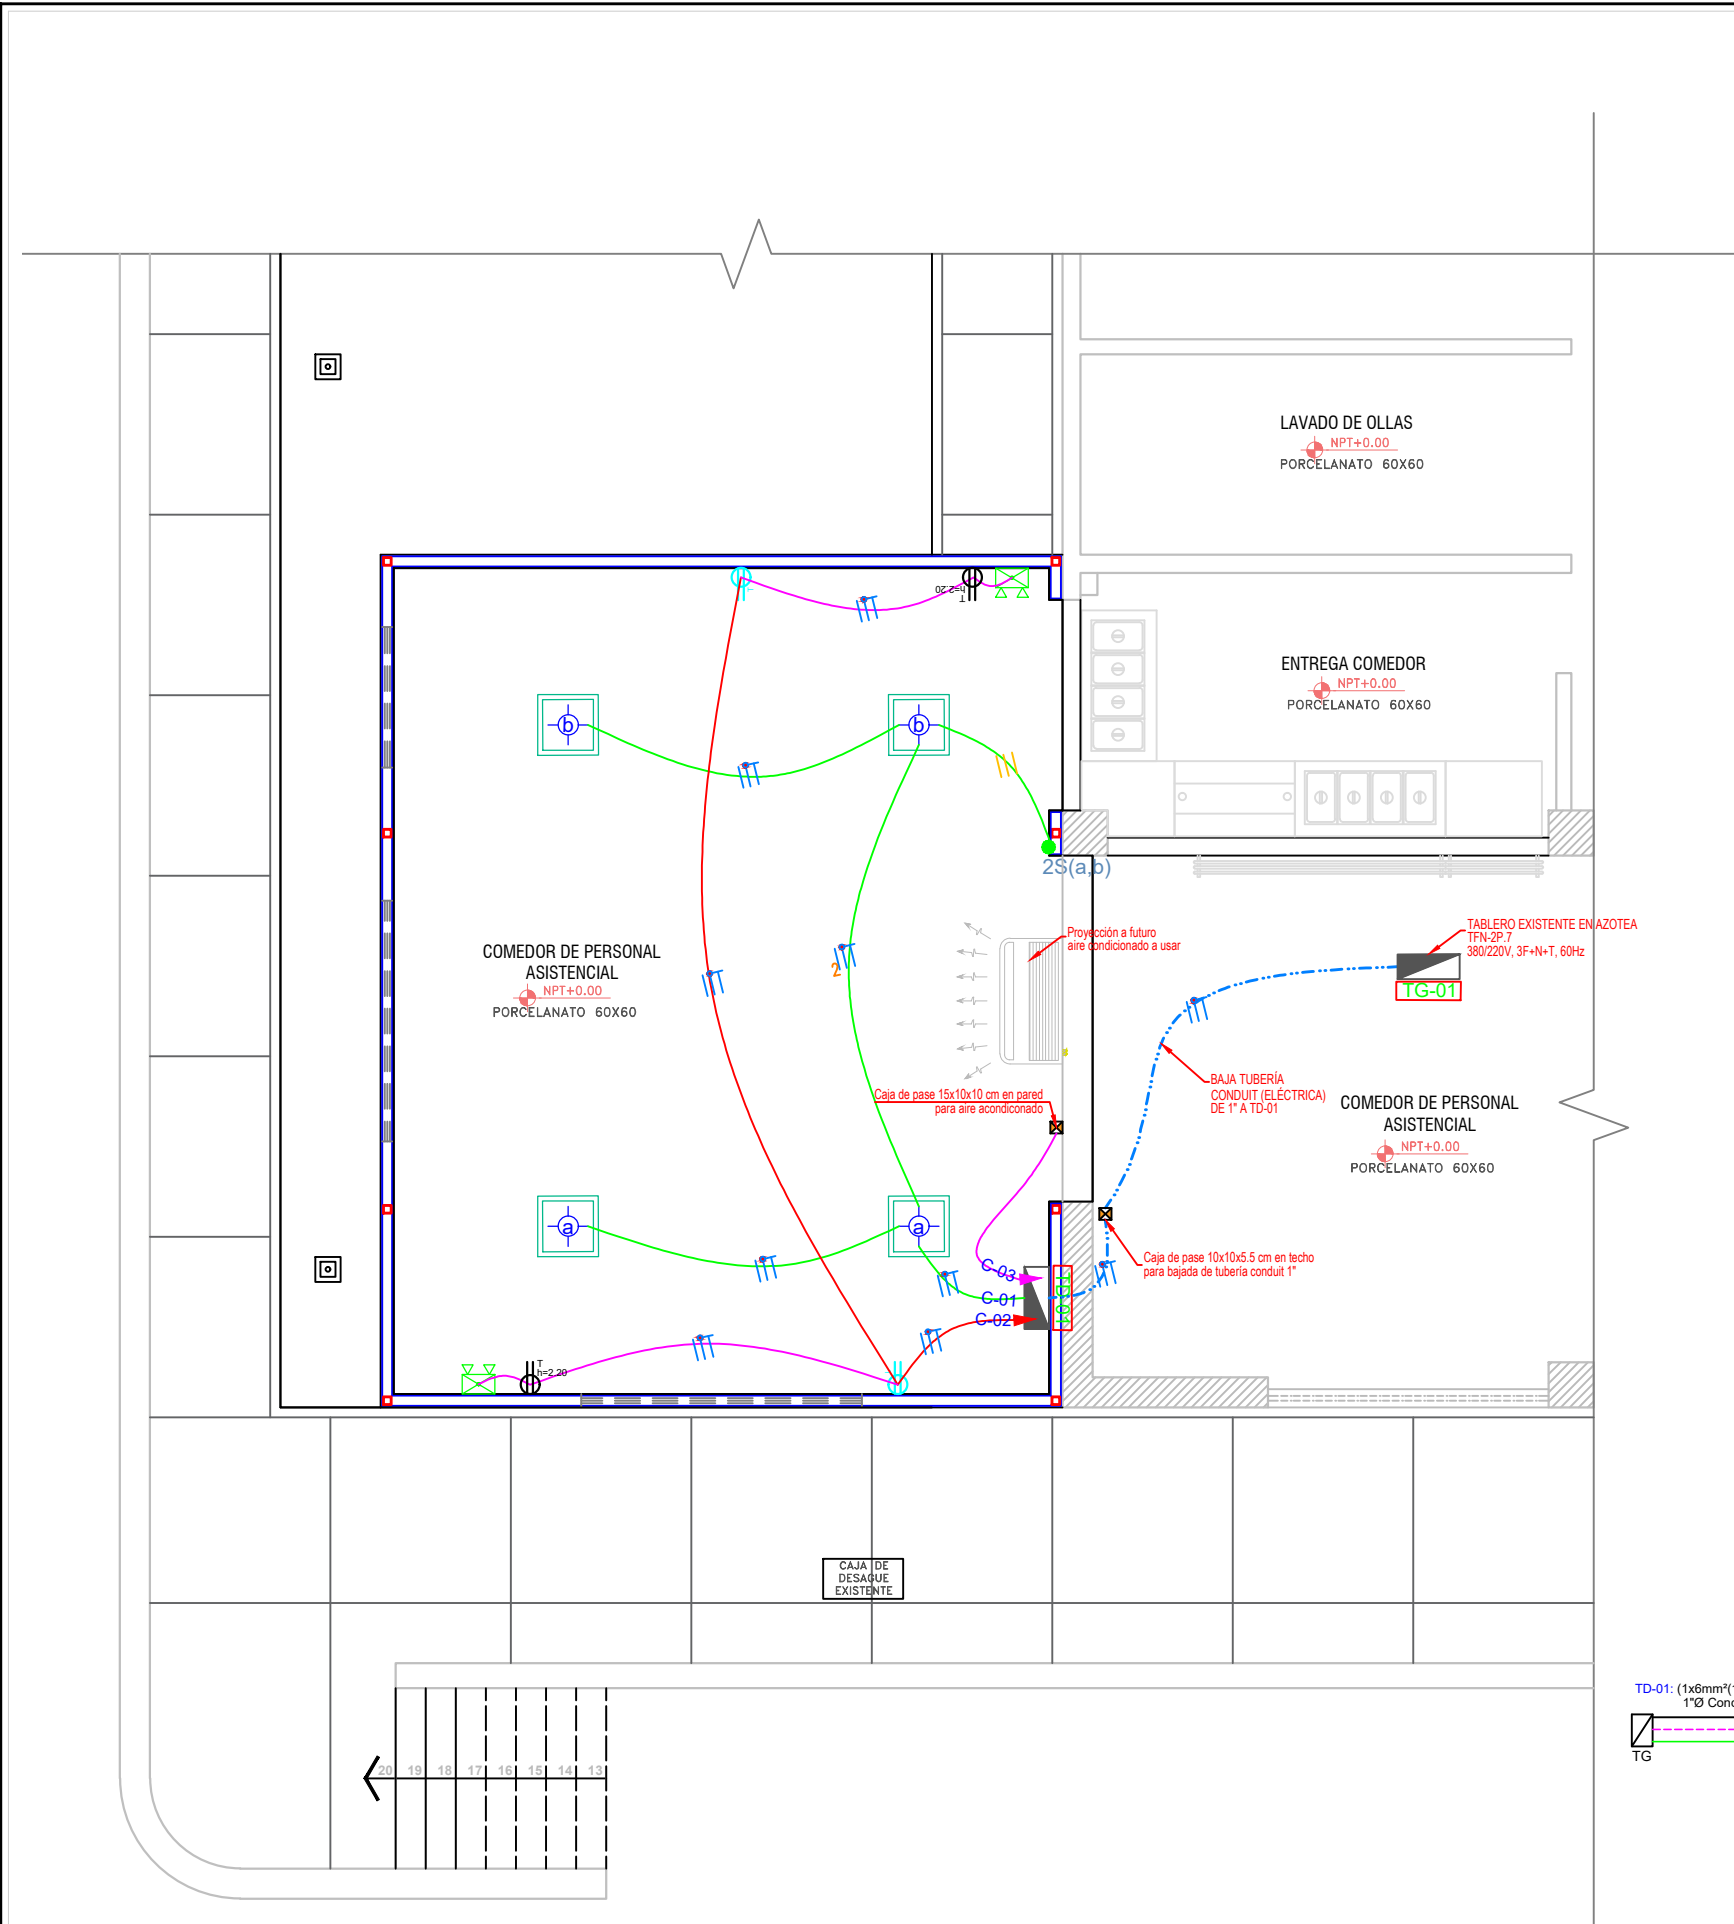 LAVADO DE OLLAS
NPT+0.00
PORCELANATO 60X60
h=2.20
T
ENTREGA COMEDOR
NPT+0.00
PORCELANATO 60X60
b
b
2S(a,b)
TABLERO EXISTENTE EN AZOTEA
TFN-2P.7
380/220V, 3F+N+T, 60Hz
TG-01
Proyección a futuro
aire condicionado a usar
COMEDOR DE PERSONAL
ASISTENCIAL
NPT+0.00
PORCELANATO 60X60
2
BAJA TUBERÍA
CONDUIT (ELÉCTRICA)
DE 1" A TD-01
Caja de pase 15x10x10 cm en pared
para aire acondiconado
COMEDOR DE PERSONAL
ASISTENCIAL
NPT+0.00
PORCELANATO 60X60
a
a
Caja de pase 10x10x5.5 cm en techo
para bajada de tubería conduit 1"
C-03
C-01
C-02
TD-01
T
h=2.20
CAJA DE
DESAGUE
EXISTENTE
TD-01: (1x6mm²(
1"Ø Cond
TG
20 19 18 17 16 15 14 13